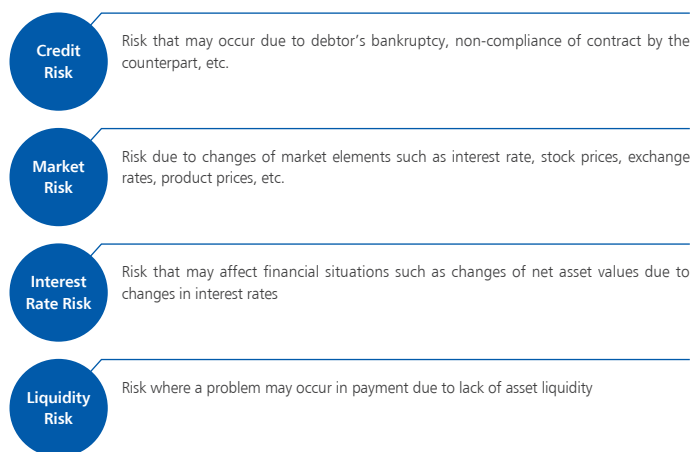 Credit
Risk
Risk that may occur due to debtor's bankruptcy, non-compliance of contract by the
counterpart, etc.
Market
Risk
Risk due to changes of market elements such as interest rate, stock prices, exchange
rates, product prices, etc.
Interest
Rate Risk
Risk that may affect financial situations such as changes of net asset values due to
changes in interest rates
Liquidity
Risk
Risk where a problem may occur in payment due to lack of asset liquidity